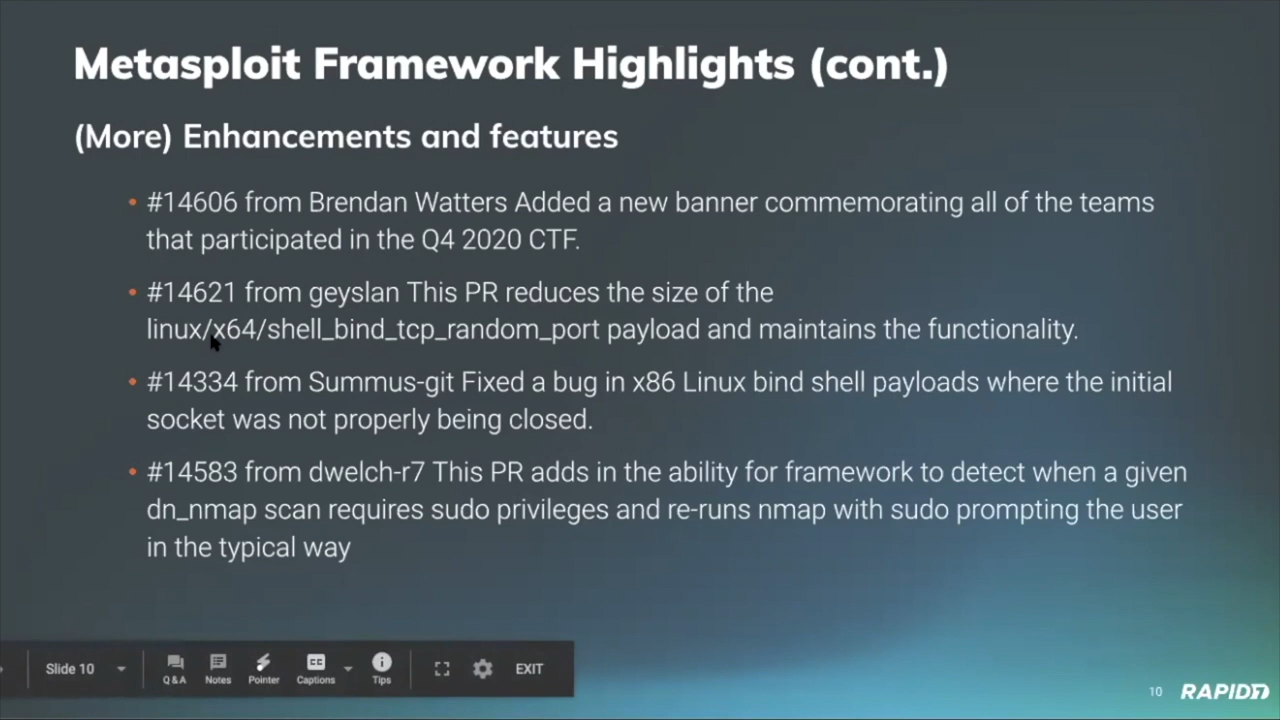 Metasploit Framework Highlights (cont.)
(More) Enhancements and features
• #14606 from Brendan Watters Added a new banner commemorating all of the teams
that participated in the Q4 2020 CTF.
• #14621 from geyslan This PR reduces the size of the
linux/x64/shell_bind_tcp_random_port payload and maintains the functionality.
• #14334 from Summus-git Fixed a bug in x86 Linux bind shell payloads where the initial
socket was not properly being closed.
• #14583 from dwelch-r7 This PR adds in the ability for framework to detect when a given
dn_nmap scan requires sudo privileges and re-runs nmap with sudo prompting the user
in the typical way
Slide 10
Q&A
Notes
Pointer
CC
Captions
Tips
EXIT
10
RAPID7